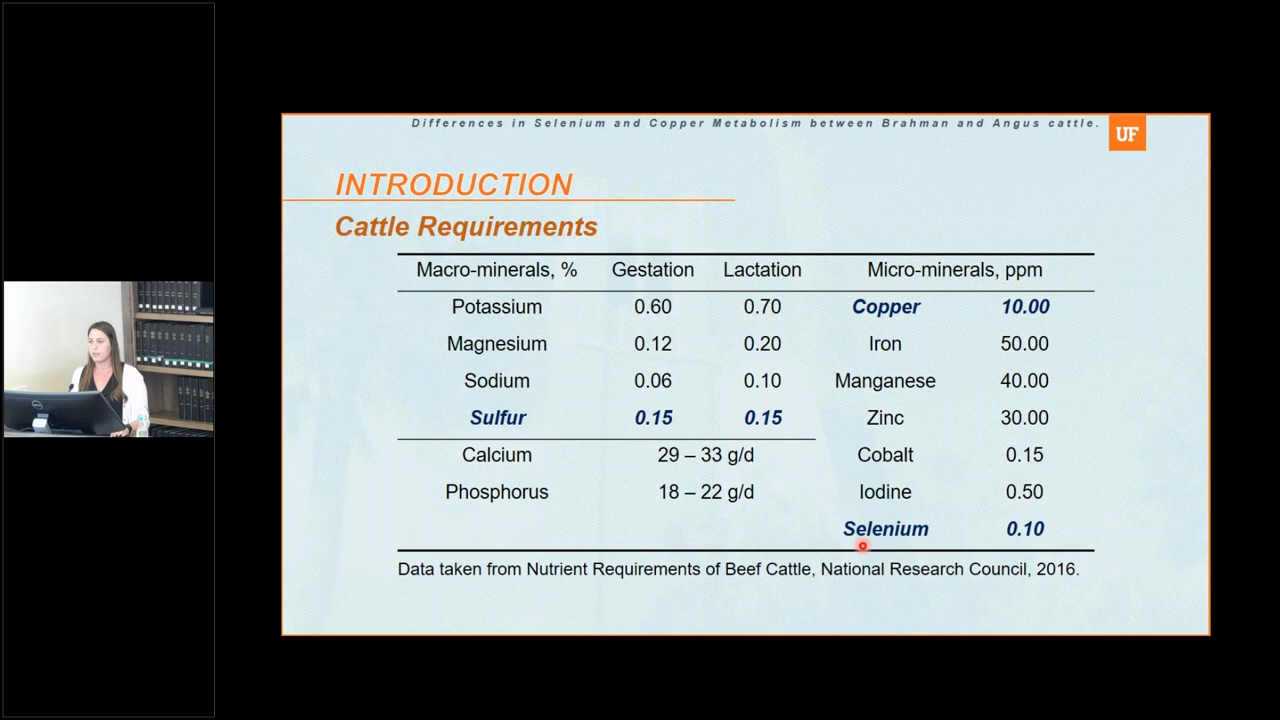 Differences in Selenium and Copper Metabolism between Brahman and Angus cattle.
UF
INTRODUCTION
Cattle Requirements
Macro-minerals, % Gestation Lactation Micro-minerals, ppm
Potassium 0.60 0.70 Copper 10.00
Magnesium 0.12 0.20 Iron 50.00
Sodium 0.06 0.10 Manganese 40.00
Sulfur 0.15 0.15 Zinc 30.00
Calcium 29 – 33 g/d Cobalt 0.15
Phosphorus 18 – 22 g/d Iodine 0.50
Selenium 0.10
Data taken from Nutrient Requirements of Beef Cattle, National Research Council, 2016.